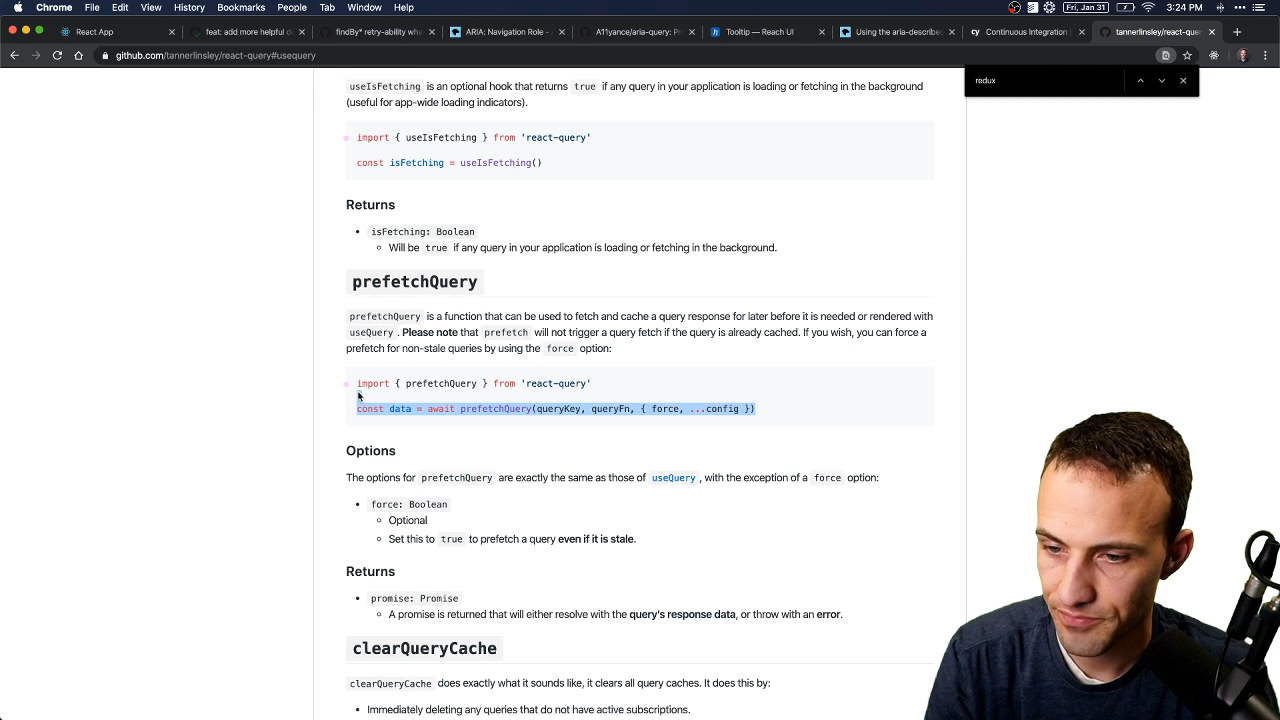 Chrome File Edit View History Bookmarks People Tab Window Help Fri, Jan 31 3:24 PM
React App
feat: add more helpful d
findBy* retry-ability wh
ARIA: Navigation Role -
A11yance/aria-query: Pr
Tooltip — Reach UI
Using the aria-describe
Continuous Integration |
tannerlinsley/react-quer
github.com/tannerlinsley/react-query#usequery
redux
useIsFetching is an optional hook that returns true if any query in your application is loading or fetching in the background
(useful for app-wide loading indicators).
import { useIsFetching } from 'react-query'
const isFetching = useIsFetching()
Returns
• isFetching: Boolean
◦ Will be true if any query in your application is loading or fetching in the background.
prefetchQuery
prefetchQuery is a function that can be used to fetch and cache a query response for later before it is needed or rendered with
useQuery . Please note that prefetch will not trigger a query fetch if the query is already cached. If you wish, you can force a
prefetch for non-stale queries by using the force option:
import { prefetchQuery } from 'react-query'
const data = await prefetchQuery(queryKey, queryFn, { force, ...config })
Options
The options for prefetchQuery are exactly the same as those of useQuery , with the exception of a force option:
• force: Boolean
◦ Optional
◦ Set this to true to prefetch a query even if it is stale.
Returns
• promise: Promise
◦ A promise is returned that will either resolve with the query's response data, or throw with an error.
clearQueryCache
clearQueryCache does exactly what it sounds like, it clears all query caches. It does this by:
• Immediately deleting any queries that do not have active subscriptions.